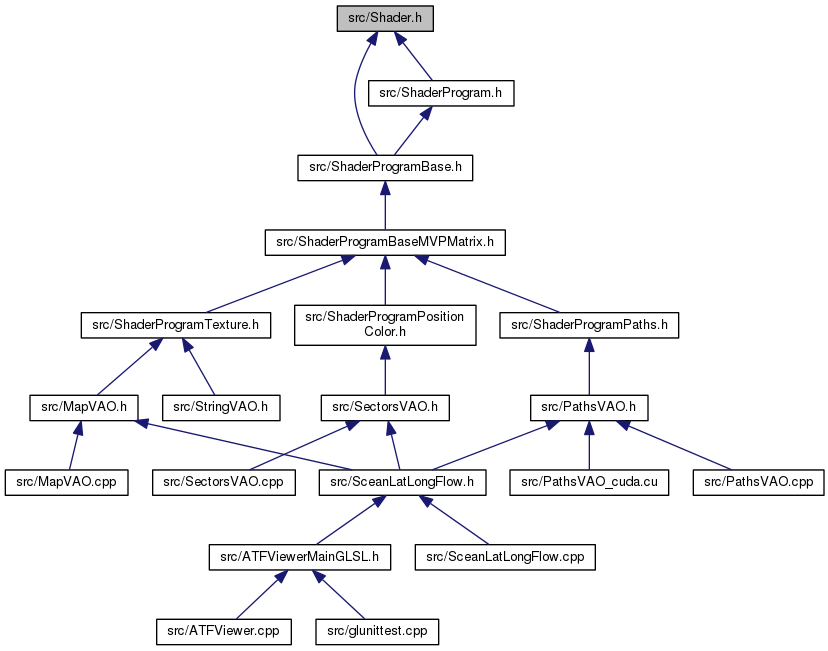 src/Shader.h
src/ShaderProgram.h
src/ShaderProgramBase.h
src/ShaderProgramBaseMVPMatrix.h
src/ShaderProgramTexture.h
src/ShaderProgramPosition
Color.h
src/ShaderProgramPaths.h
src/MapVAO.h
src/StringVAO.h
src/SectorsVAO.h
src/PathsVAO.h
src/MapVAO.cpp
src/SectorsVAO.cpp
src/SceanLatLongFlow.h
src/PathsVAO_cuda.cu
src/PathsVAO.cpp
src/ATFViewerMainGLSL.h
src/SceanLatLongFlow.cpp
src/ATFViewer.cpp
src/glunittest.cpp